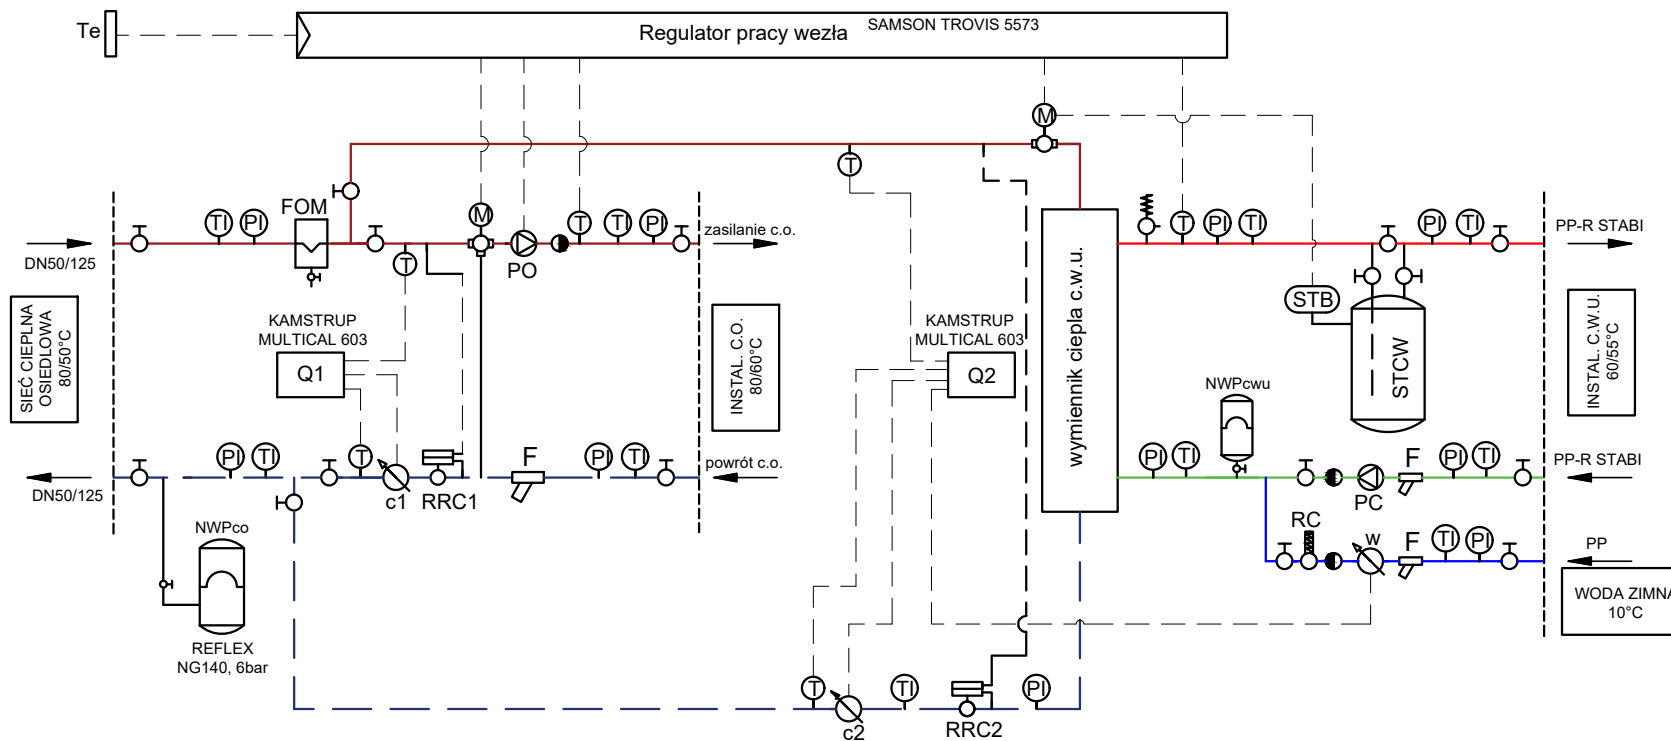 Te
Regulator pracy wezła
SAMSON TROVIS 5573
M
TI
PI
FOM
M
T
TI
PI
T
zasilanie c.o.
T
PI
TI
PI
TI
PP-R STABI
DN50/125
T
PO
SIEĆ CIEPLNA
OSIEDLOWA
80/50°C
KAMSTRUP
MULTICAL 603
Q1
INSTAL. C.O.
80/60°C
KAMSTRUP
MULTICAL 603
Q2
wymiennik ciepła c.w.u.
STB
STCW
INSTAL. C.W.U.
60/55°C
NWPcwu
PI
TI
T
c1
RRC1
F
PI
TI
powrót c.o.
PI
TI
PC
F
PI
TI
PP-R STABI
DN50/125
NWPco
REFLEX
NG140, 6bar
RC
w
F
TI
PI
PP
WODA ZIMNA
10°C
T
c2
TI
RRC2
PI